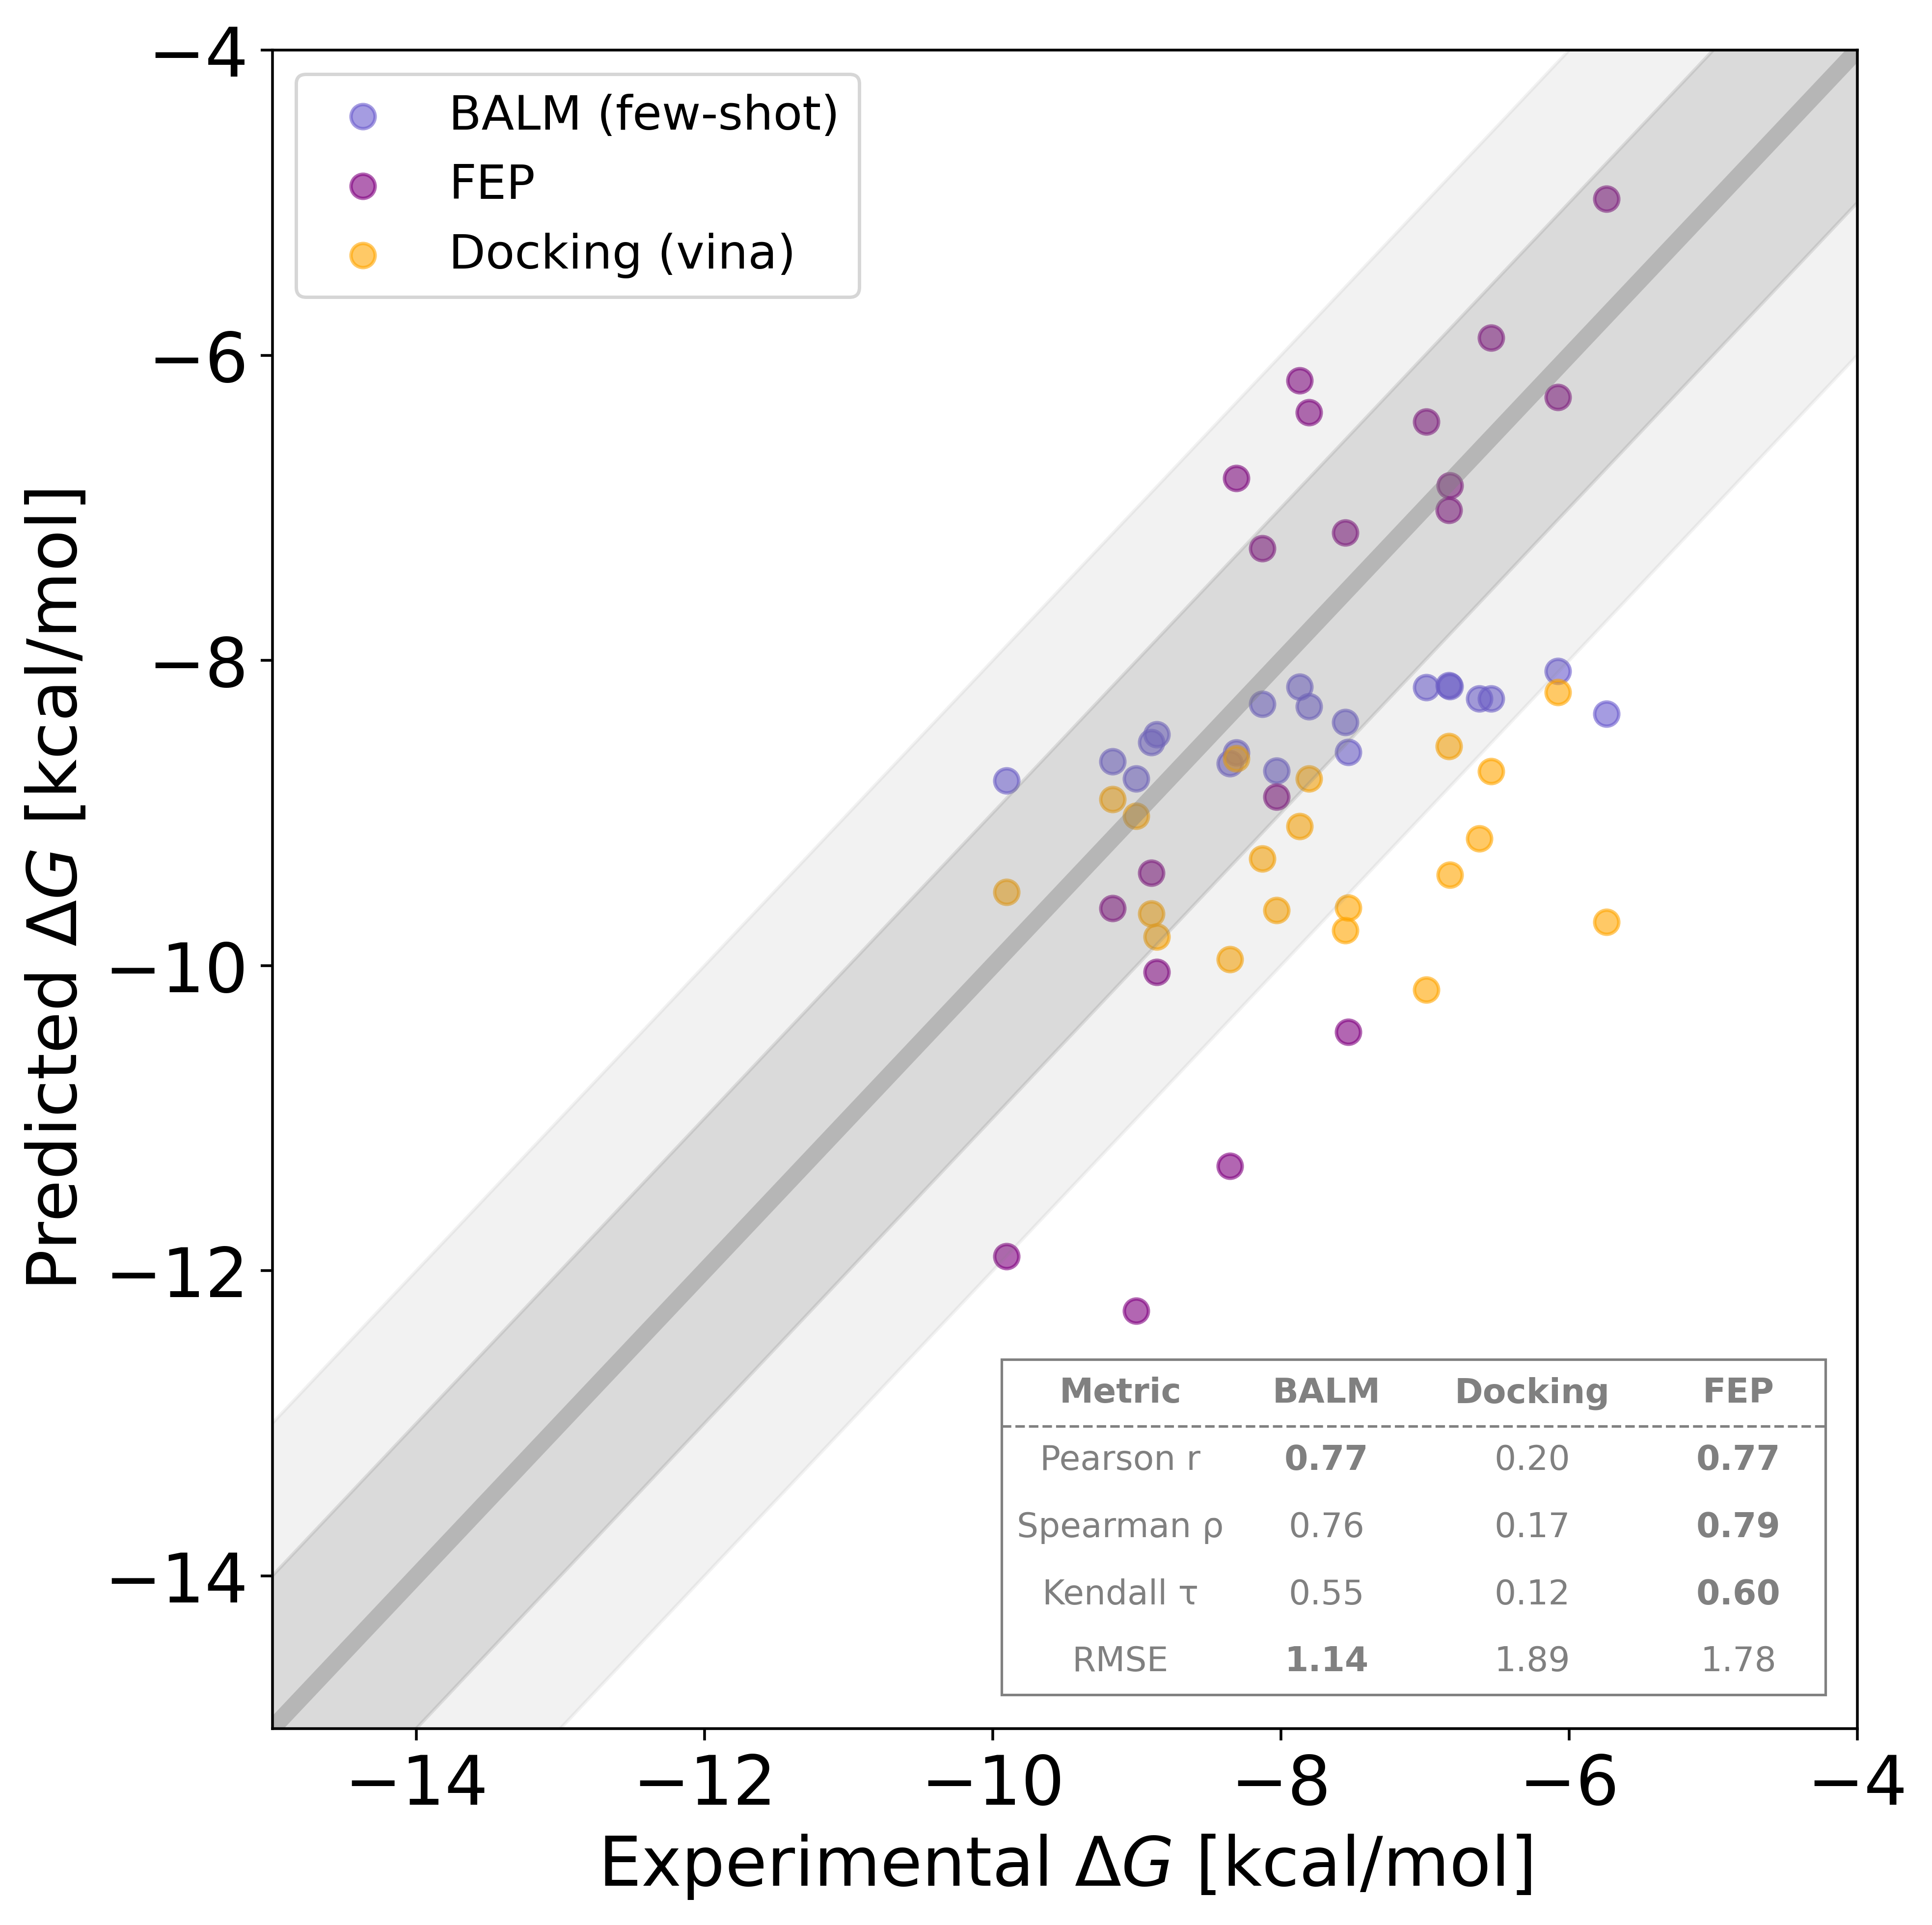 BALM (few-shot)
FEP
Docking (vina)
Predicted ΔG [kcal/mol]
−4
−6
−8
−10
−12
−14
Metric BALM Docking FEP
Pearson r 0.77 0.20 0.77
Spearman ρ 0.76 0.17 0.79
Kendall τ 0.55 0.12 0.60
RMSE 1.14 1.89 1.78
−14 −12 −10 −8 −6 −4
Experimental ΔG [kcal/mol]